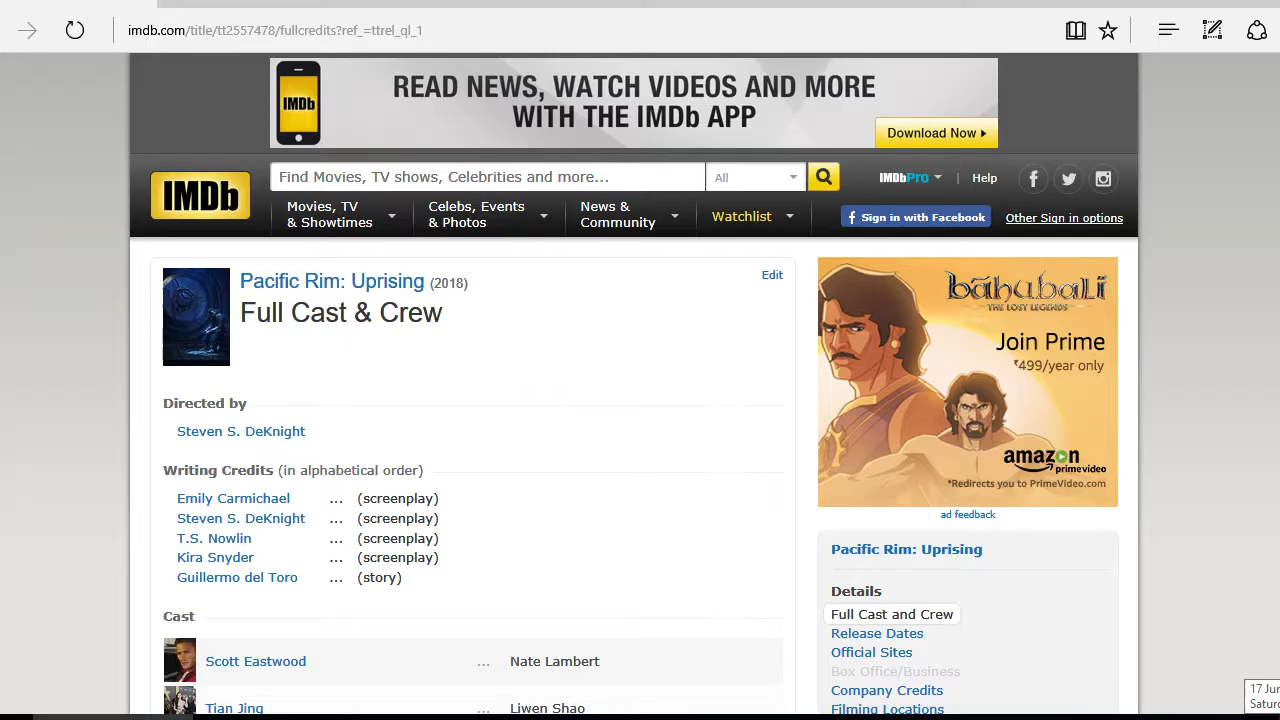 imdb.com/title/tt2557478/fullcredits?ref_=ttrel_ql_1
IMDb
READ NEWS, WATCH VIDEOS AND MORE
WITH THE IMDb APP
Download Now
IMDb
Find Movies, TV shows, Celebrities and more...
All
IMDbPro
Help
Movies, TV
& Showtimes
Celebs, Events
& Photos
News &
Community
Watchlist
f Sign in with Facebook
Other Sign in options
Pacific Rim: Uprising (2018)
Edit
Full Cast & Crew
Directed by
Steven S. DeKnight
Writing Credits (in alphabetical order)
Emily Carmichael ... (screenplay)
Steven S. DeKnight ... (screenplay)
T.S. Nowlin ... (screenplay)
Kira Snyder ... (screenplay)
Guillermo del Toro ... (story)
Cast
Scott Eastwood ... Nate Lambert
Tian Jing ... Liwen Shao
bāhubali
THE LOST LEGENDS
Join Prime
₹499/year only
amazon
primevideo
*Redirects you to PrimeVideo.com
ad feedback
Pacific Rim: Uprising
Details
Full Cast and Crew
Release Dates
Official Sites
Box Office/Business
Company Credits
Filming Locations
17 Jun
Satur